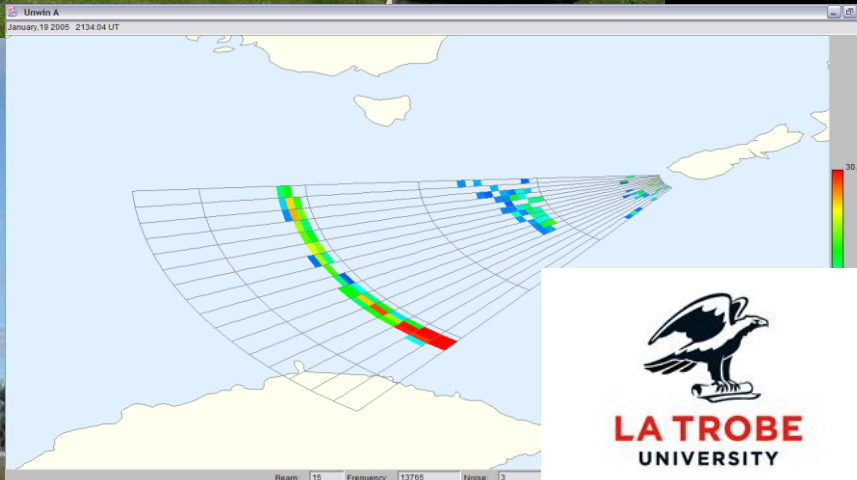 Unwin A
January,19 2005 2134:04 UT
30.
Beam: 15 Frequency: 13765 Noise: 3
LA TROBE
UNIVERSITY